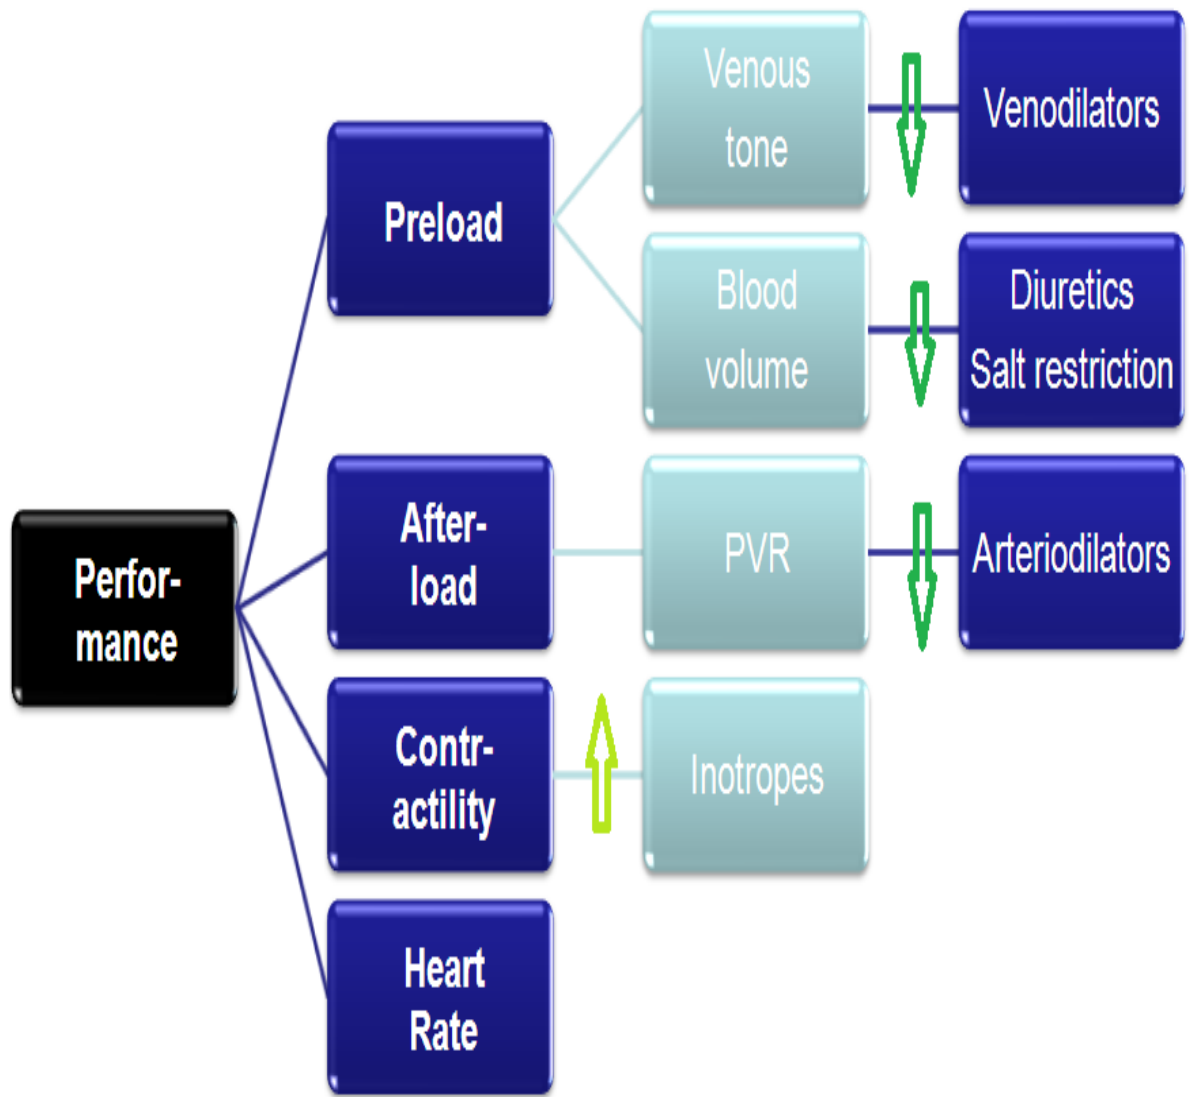 Venous
tone
Venodilators
Preload
Blood
volume
Diuretics
Salt restriction
Perfor-
mance
After-
load
PVR
Arteriodilators
Contr-
actility
Inotropes
Heart
Rate